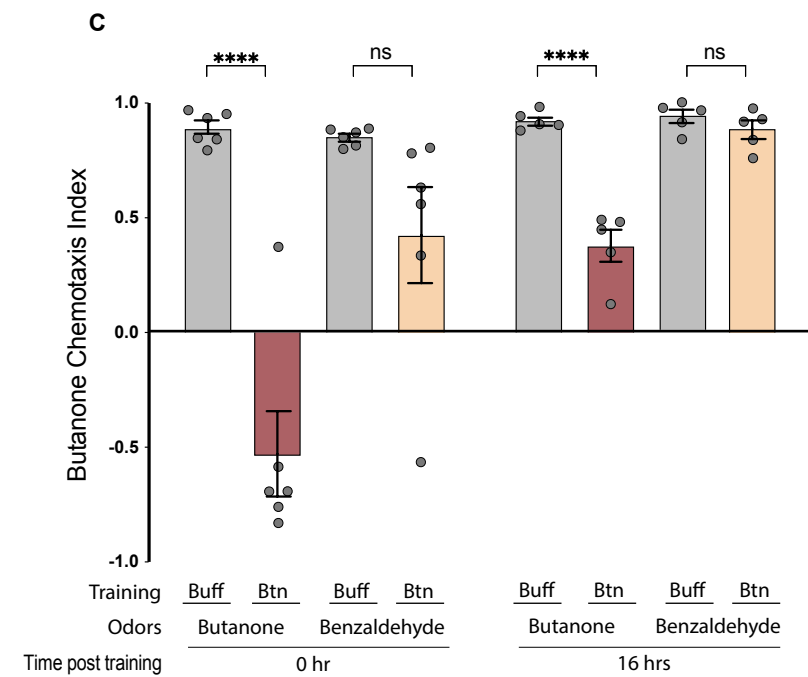 C
**** ns **** ns
1.0
0.5
0.0
-0.5
-1.0
Butanone Chemotaxis Index
Training Buff Btn Buff Btn Buff Btn Buff Btn
Odors Butanone Benzaldehyde Butanone Benzaldehyde
Time post training 0 hr 16 hrs